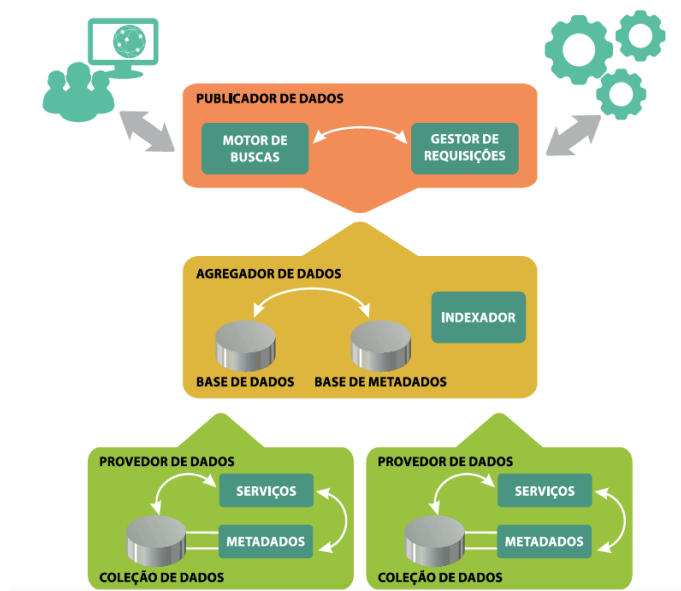 PUBLICADOR DE DADOS
MOTOR DE
BUSCAS
GESTOR DE
REQUISIÇÕES
AGREGADOR DE DADOS
INDEXADOR
BASE DE DADOS
BASE DE METADADOS
PROVEDOR DE DADOS
SERVIÇOS
METADADOS
COLEÇÃO DE DADOS
PROVEDOR DE DADOS
SERVIÇOS
METADADOS
COLEÇÃO DE DADOS